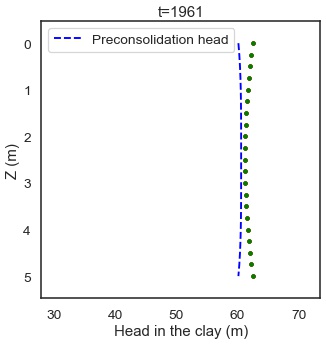 t=1961
Preconsolidation head
0
1
2
3
4
5
Z (m)
30 40 50 60 70
Head in the clay (m)